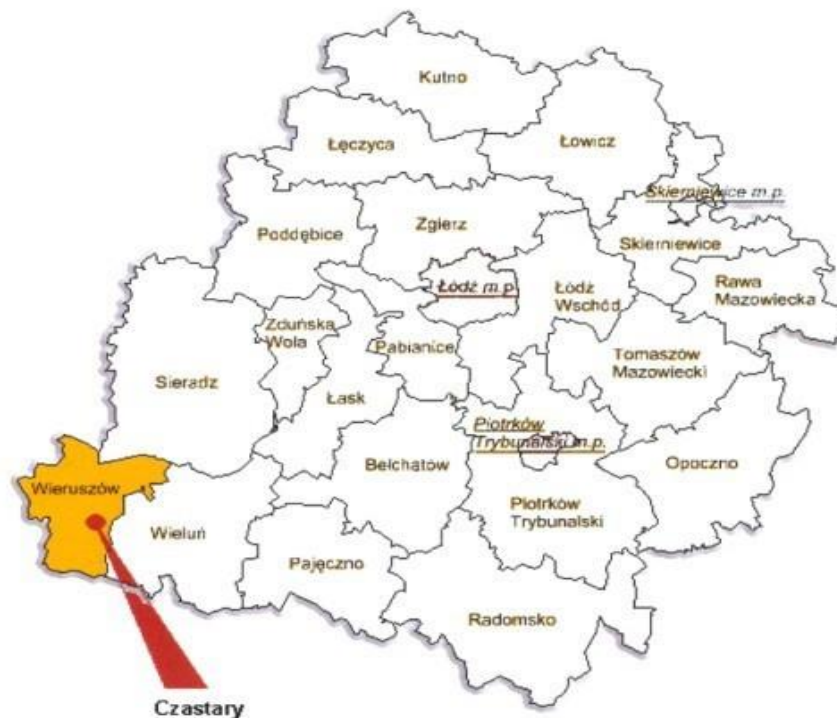 Kutno
Łęczyca
Łowicz
Skierniewice m.p.
Poddębice
Zgierz
Skierniewice
Łódź m.p.
Łódź
Wschód
Rawa
Mazowiecka
Zduńska
Wola
Pabianice
Tomaszów
Mazowiecki
Sieradz
Łask
Piotrków
Trybunalski m.p.
Bełchatów
Opoczno
Wieruszów
Wieluń
Piotrków
Trybunalski
Pajęczno
Radomsko
Czastary